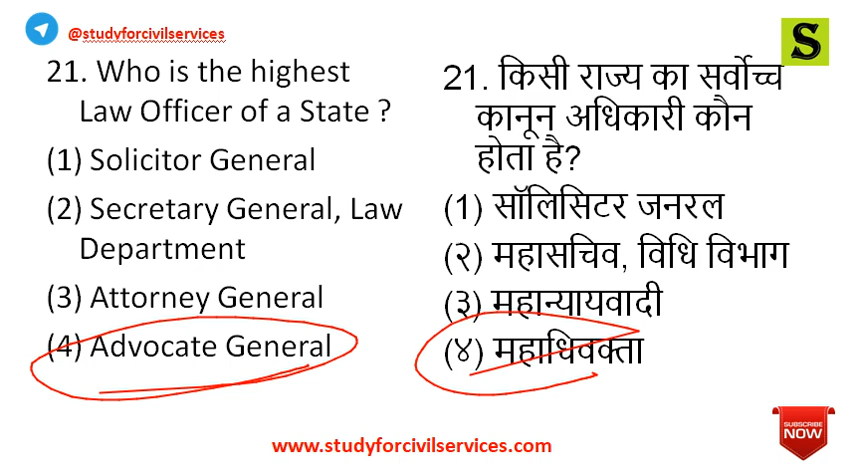 @studyforcivilservices
S
21. Who is the highest
Law Officer of a State ?
(1) Solicitor General
(2) Secretary General, Law
Department
(3) Attorney General
(4) Advocate General
21. किसी राज्य का सर्वोच्च
कानून अधिकारी कौन
होता है?
(1) सॉलिसिटर जनरल
(२) महासचिव, विधि विभाग
(३) महान्यायवादी
(४) महाधिवक्ता
SUBSCRIBE
NOW
www.studyforcivilservices.com